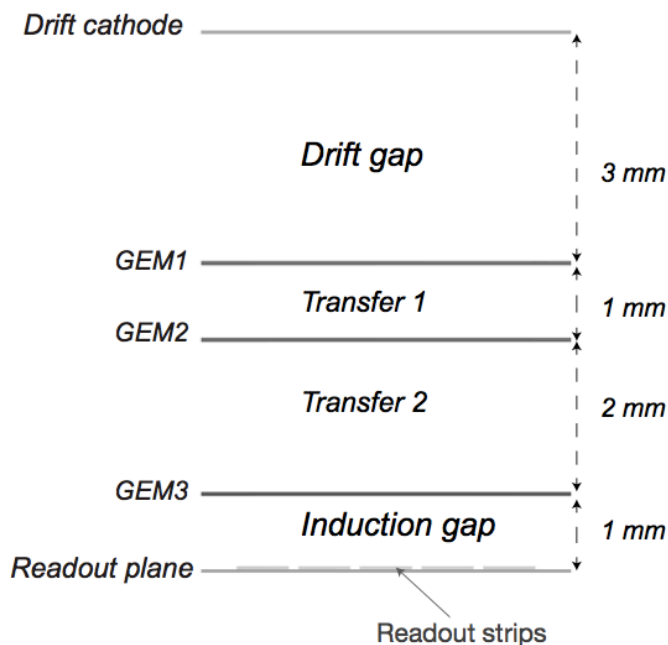 Drift cathode
Drift gap
3 mm
GEM1
Transfer 1
1 mm
GEM2
Transfer 2
2 mm
GEM3
Induction gap
1 mm
Readout plane
Readout strips